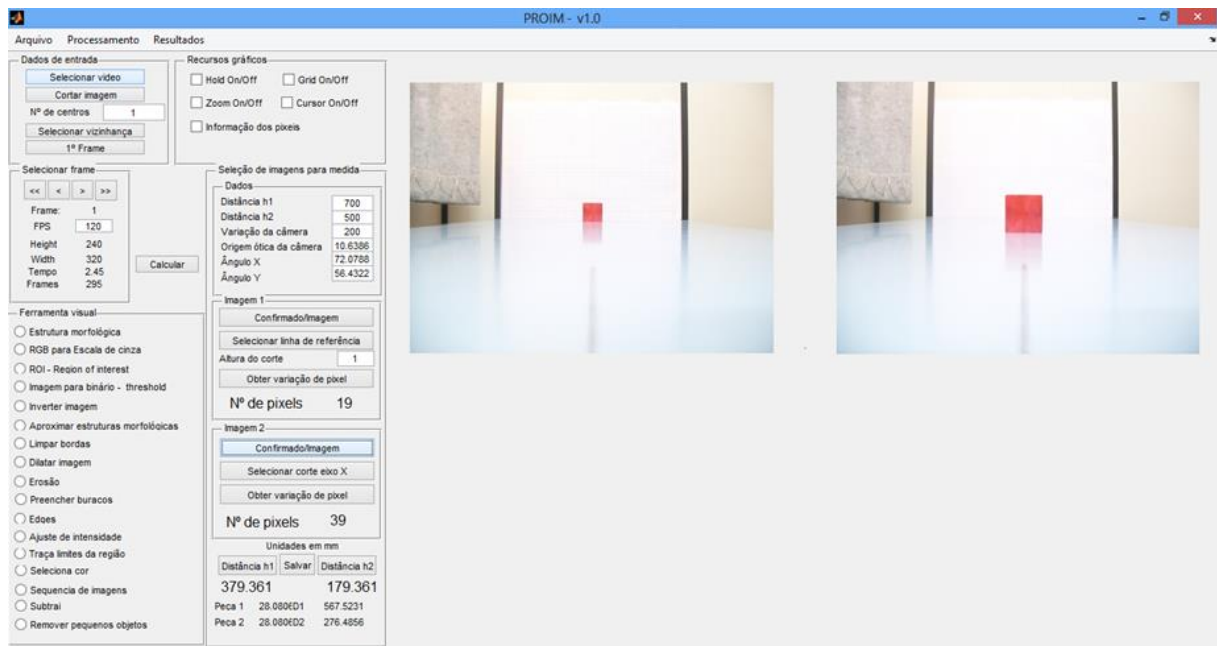 PROIM - v1.0
Arquivo Processamento Resultados
Dados de entrada
Selecionar video
Cortar imagem
Nº de centros 1
Selecionar vizinhança
1º Frame
Recursos gráficos
Hold On/Off Grid On/Off
Zoom On/Off Cursor On/Off
Informação dos pixeis
Selecionar frame
<< < > >>
Frame: 1
FPS 120
Height 240
Width 320
Tempo 2.45
Frames 295
Calcular
Ferramenta visual
Estrutura morfológica
RGB para Escala de cinza
ROI - Region of interest
Imagem para binário - threshold
Inverter imagem
Aproximar estruturas morfológicas
Limpar bordas
Dilatar imagem
Erosão
Preencher buracos
Edges
Ajuste de intensidade
Traça limites da região
Seleciona cor
Sequencia de imagens
Subtrai
Remover pequenos objetos
Seleção de imagens para medida
Dados
Distância h1 700
Distância h2 500
Variação da câmera 200
Origem ótica da câmera 10.6386
Ângulo X 72.0788
Ângulo Y 56.4322
Imagem 1
Confirmado/Imagem
Selecionar linha de referência
Altura do corte 1
Obter variação de pixel
Nº de pixels 19
Imagem 2
Confirmado/Imagem
Selecionar corte eixo X
Obter variação de pixel
Nº de pixels 39
Unidades em mm
Distância h1 Salvar Distância h2
379.361 179.361
Peca 1 28.080ED1 567.5231
Peca 2 28.080ED2 276.4856